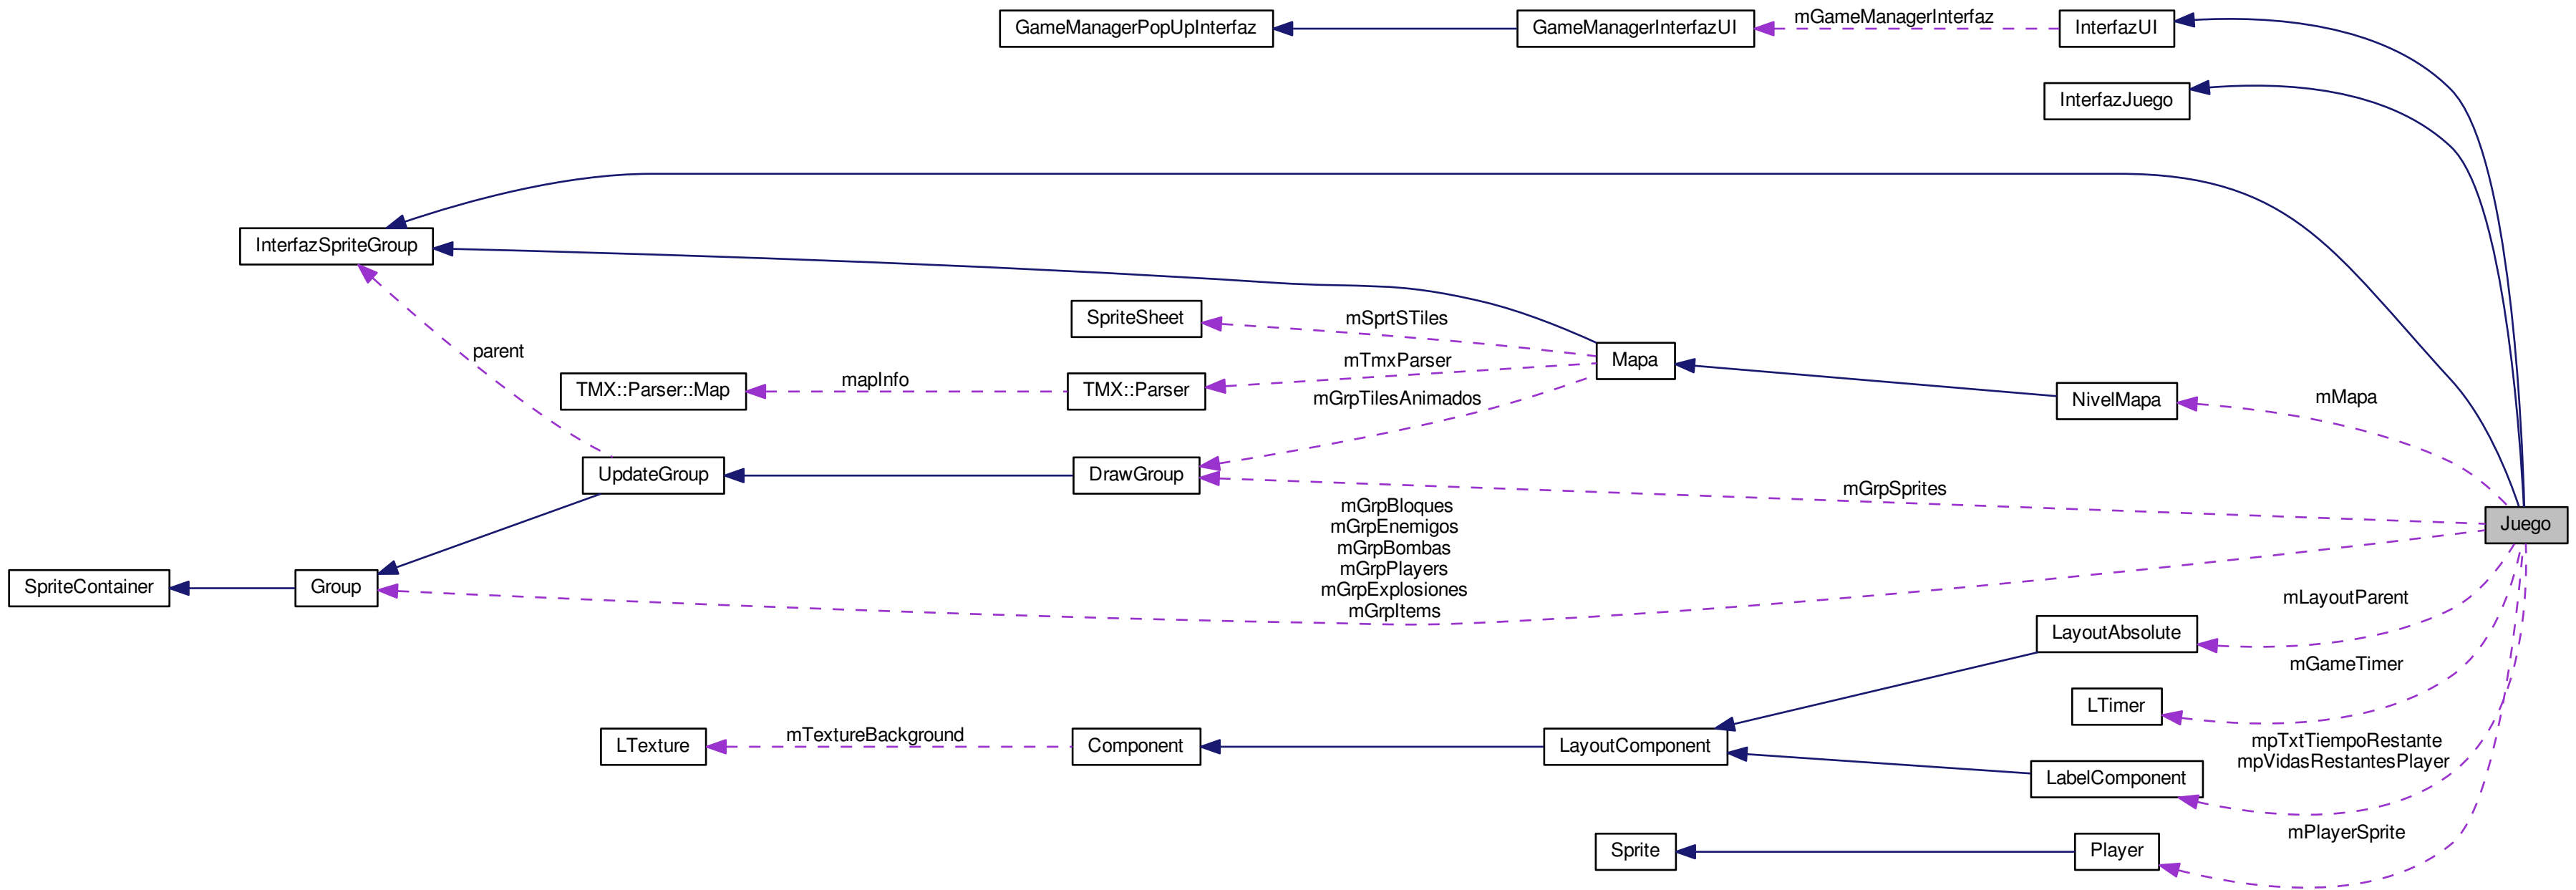 GameManagerPopUpInterfaz
GameManagerInterfazUI
mGameManagerInterfaz
InterfazUI
InterfazJuego
InterfazSpriteGroup
SpriteSheet
mSprtSTiles
parent
Mapa
mTmxParser
mapInfo
TMX::Parser::Map
TMX::Parser
mGrpTilesAnimados
NivelMapa
mMapa
UpdateGroup
DrawGroup
mGrpSprites
mGrpBloques
mGrpEnemigos
mGrpBombas
mGrpPlayers
mGrpExplosiones
mGrpItems
Juego
SpriteContainer
Group
mLayoutParent
LayoutAbsolute
mGameTimer
LTimer
LTexture
mTextureBackground
Component
LayoutComponent
mpTxtTiempoRestante
mpVidasRestantesPlayer
LabelComponent
mPlayerSprite
Sprite
Player